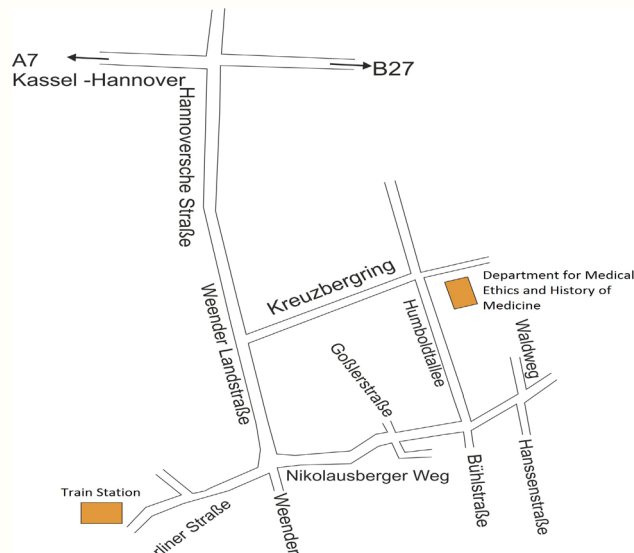 A7
Kassel -Hannover
B27
Hannoversche Straße
Kreuzbergring
Department for Medical
Ethics and History of
Medicine
Weender Landstraße
Humboldtallee
Goßlerstraße
Waldweg
Nikolausberger Weg
Bühlstraße
Hanssenstraße
Train Station
rliner Straße
Weender